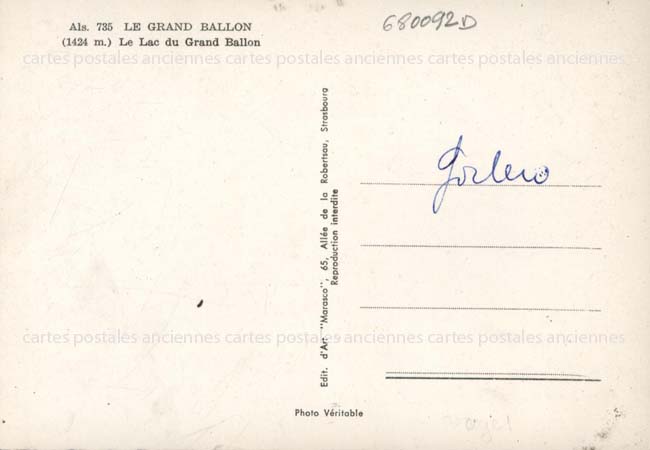 Als. 735 LE GRAND BALLON
(1424 m.) Le Lac du Grand Ballon
680092D
cartes postales anciennes cartes postales anciennes cartes postales anciennes
Edit. d'Art "Marasco", 65, Allée de la Robertsau, Strasbourg
Reproduction interdite
cartes postales anciennes cartes postales anciennes cartes postales anciennes
Photo Véritable